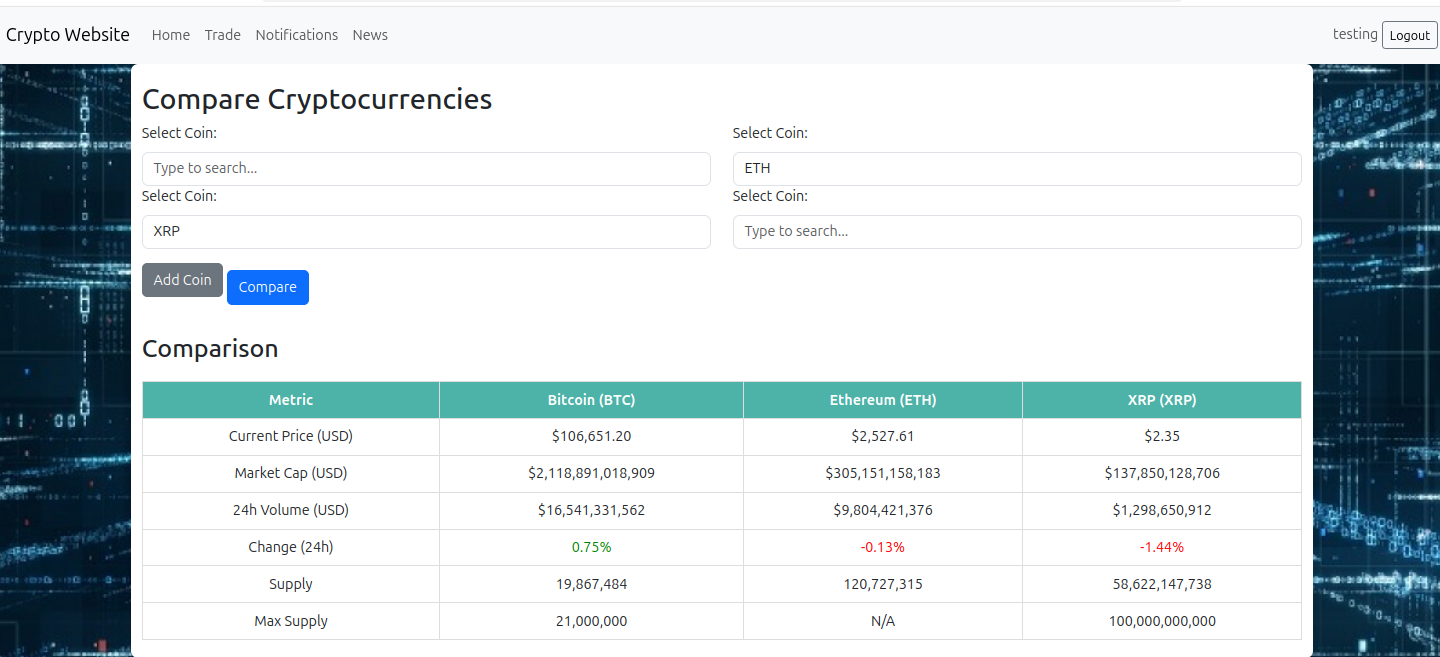 Crypto Website Home Trade Notifications News testing Logout
Compare Cryptocurrencies
Select Coin: Select Coin:
Type to search... ETH
Select Coin: Select Coin:
XRP Type to search...
Add Coin Compare
Comparison
Metric Bitcoin (BTC) Ethereum (ETH) XRP (XRP)
Current Price (USD) $106,651.20 $2,527.61 $2.35
Market Cap (USD) $2,118,891,018,909 $305,151,158,183 $137,850,128,706
24h Volume (USD) $16,541,331,562 $9,804,421,376 $1,298,650,912
Change (24h) 0.75% -0.13% -1.44%
Supply 19,867,484 120,727,315 58,622,147,738
Max Supply 21,000,000 N/A 100,000,000,000